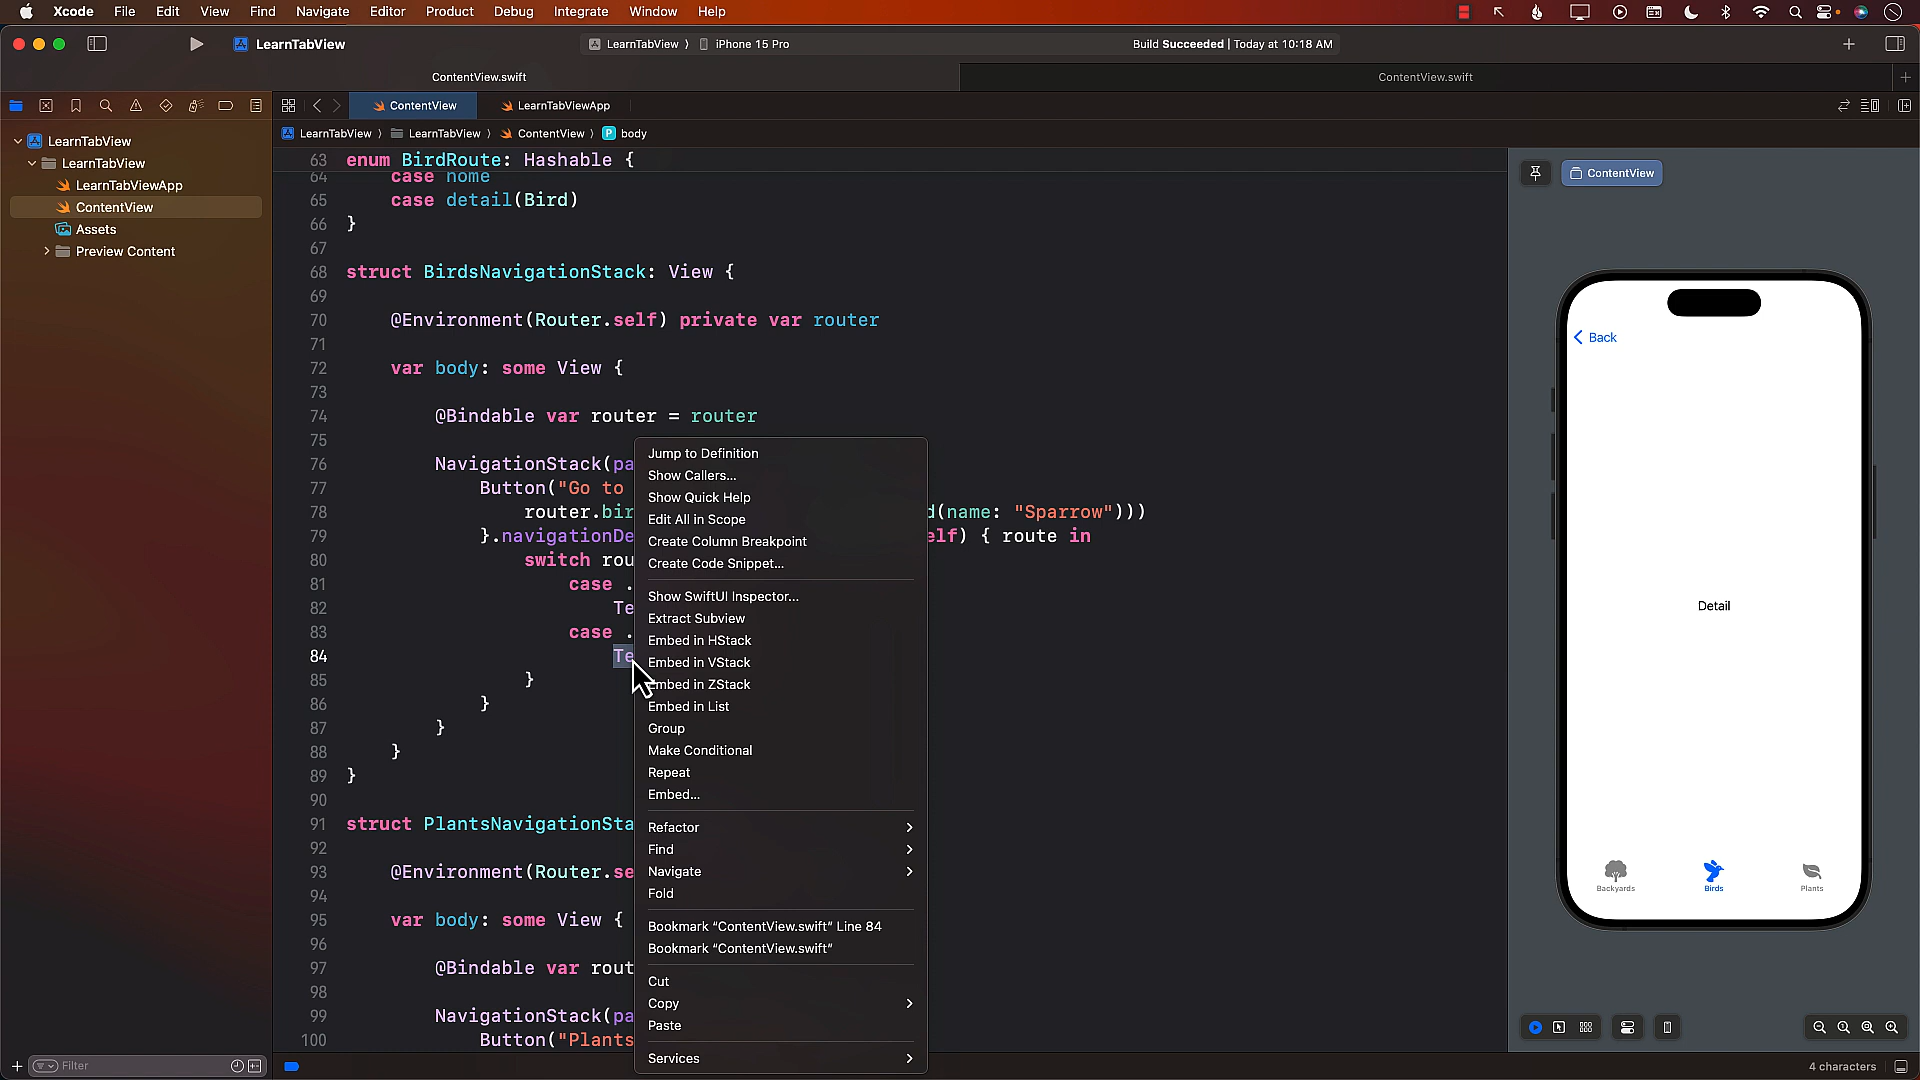 Xcode File Edit View Find Navigate Editor Product Debug Integrate Window Help
LearnTabView
LearnTabView ⟩ iPhone 15 Pro
Build Succeeded | Today at 10:18 AM
ContentView.swift
ContentView.swift
ContentView
LearnTabViewApp
LearnTabView ⟩ LearnTabView ⟩ ContentView ⟩ P body
LearnTabView
LearnTabView
LearnTabViewApp
ContentView
Assets
Preview Content
63 enum BirdRoute: Hashable {
64 case home
65 case detail(Bird)
66 }
67
68 struct BirdsNavigationStack: View {
69
70 @Environment(Router.self) private var router
71
72 var body: some View {
73
74 @Bindable var router = router
75
76 NavigationStack(pa
77 Button("Go to
78 router.bir d(name: "Sparrow")))
79 }.navigationDe elf) { route in
80 switch rou
81 case .
82 Te
83 case .
84 Te
85 }
86 }
87 }
88 }
89 }
90
91 struct PlantsNavigationSta
92
93 @Environment(Router.se
94
95 var body: some View {
96
97 @Bindable var rout
98
99 NavigationStack(pa
100 Button("Plants
Jump to Definition
Show Callers...
Show Quick Help
Edit All in Scope
Create Column Breakpoint
Create Code Snippet...
Show SwiftUI Inspector...
Extract Subview
Embed in HStack
Embed in VStack
Embed in ZStack
Embed in List
Group
Make Conditional
Repeat
Embed...
Refactor
Find
Navigate
Fold
Bookmark “ContentView.swift” Line 84
Bookmark “ContentView.swift”
Cut
Copy
Paste
Services
ContentView
Back
Detail
Backyards
Birds
Plants
Filter
4 characters